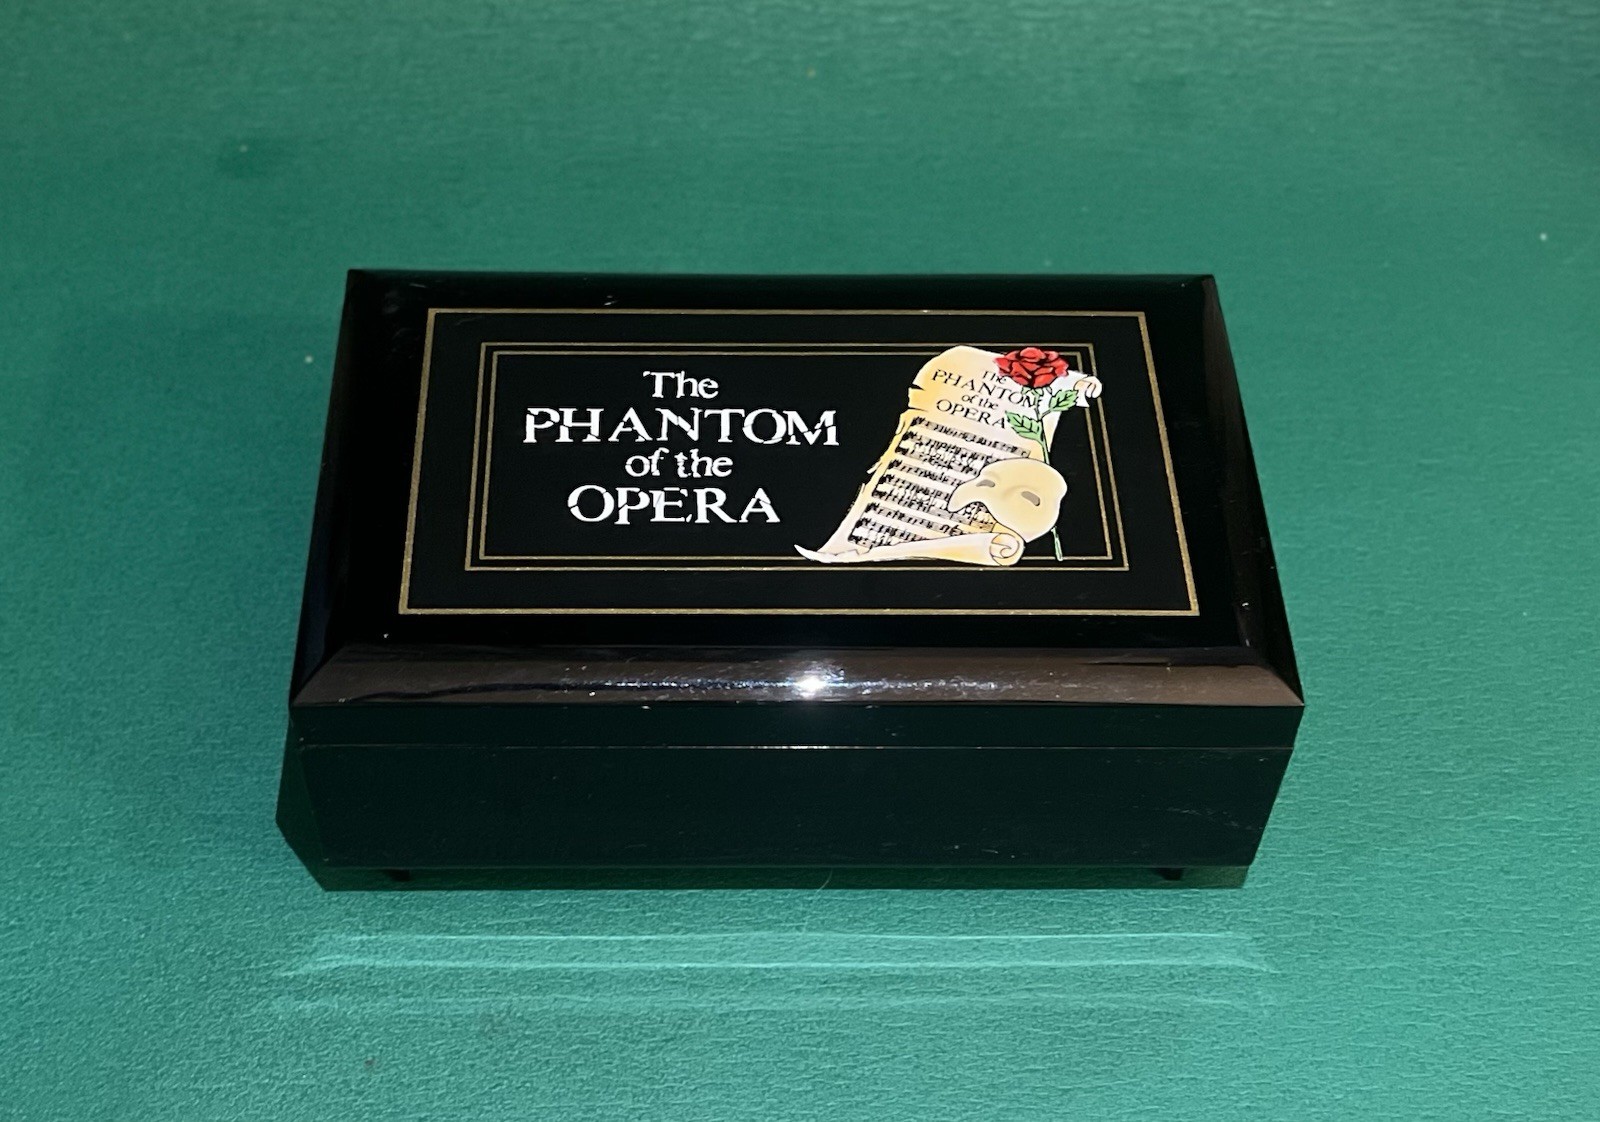 The
PHANTOM
of the
OPERA
The
PHANTOM
of the
OPERA